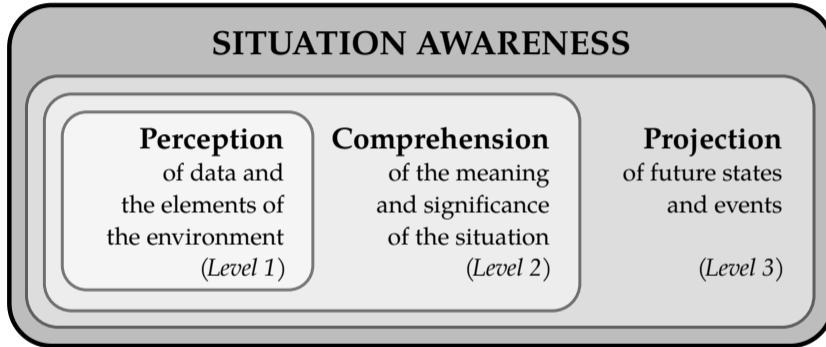 SITUATION AWARENESS
Perception
of data and
the elements of
the environment
(Level 1)
Comprehension
of the meaning
and significance
of the situation
(Level 2)
Projection
of future states
and events
(Level 3)